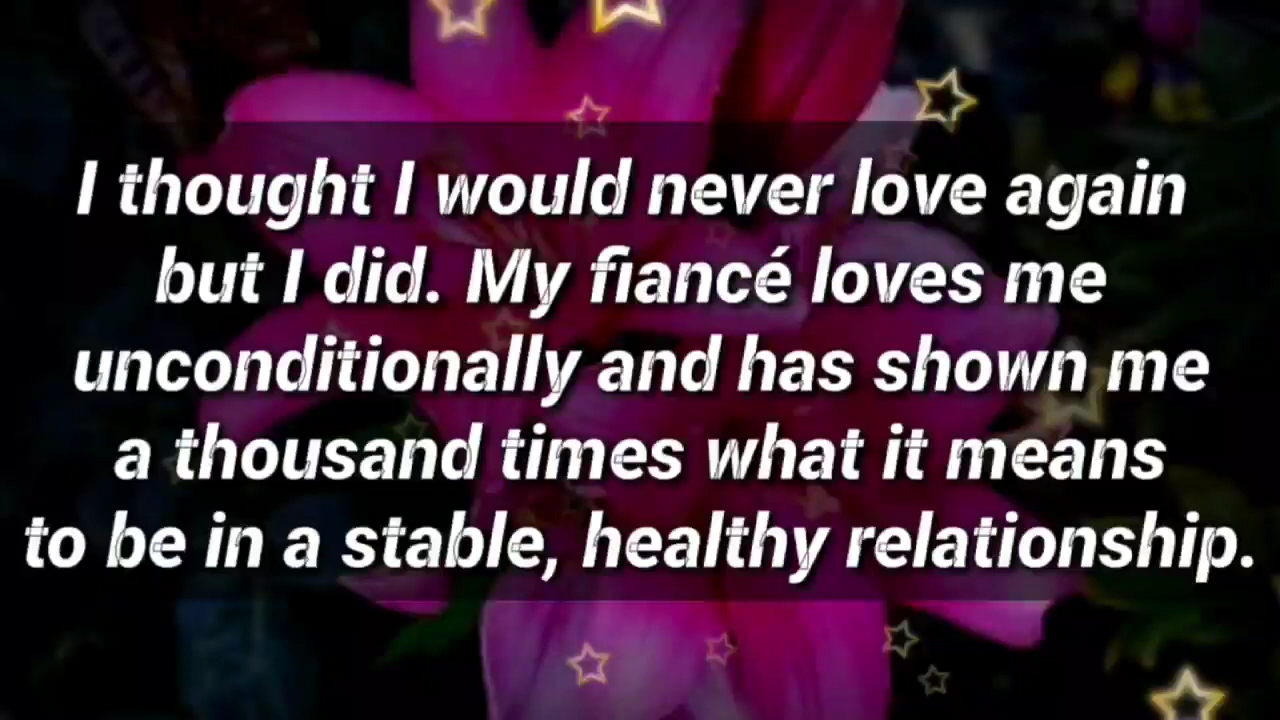 I thought I would never love again
but I did. My fiancé loves me
unconditionally and has shown me
a thousand times what it means
to be in a stable, healthy relationship.